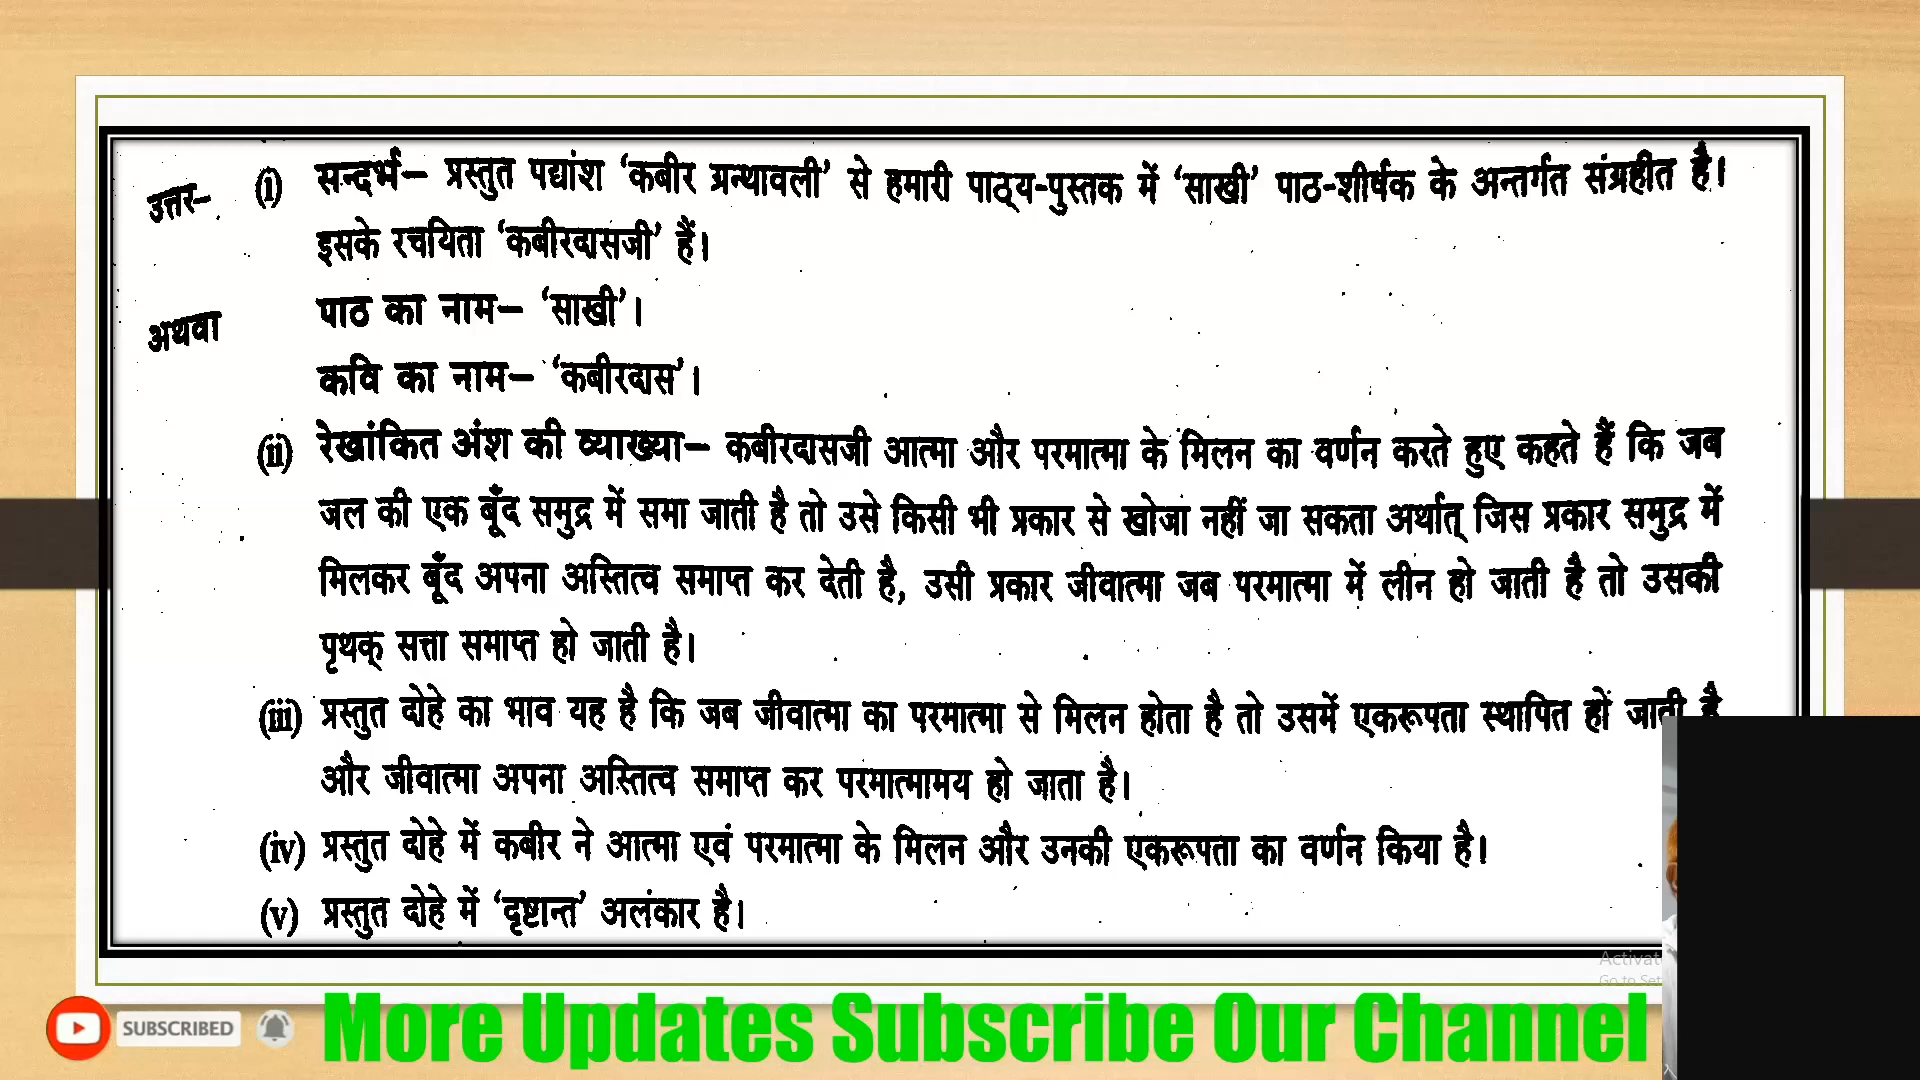 उत्तर– (i) सन्दर्भ– प्रस्तुत पद्यांश ‘कबीर ग्रन्थावली’ से हमारी पाठ्य-पुस्तक में ‘साखी’ पाठ-शीर्षक के अन्तर्गत संग्रहीत है।
इसके रचयिता ‘कबीरदासजी’ हैं।
अथवा पाठ का नाम– ‘साखी’।
कवि का नाम– ‘कबीरदास’।
(ii) रेखांकित अंश की व्याख्या– कबीरदासजी आत्मा और परमात्मा के मिलन का वर्णन करते हुए कहते हैं कि जब
जल की एक बूँद समुद्र में समा जाती है तो उसे किसी भी प्रकार से खोजा नहीं जा सकता अर्थात् जिस प्रकार समुद्र में
मिलकर बूँद अपना अस्तित्व समाप्त कर देती है, उसी प्रकार जीवात्मा जब परमात्मा में लीन हो जाती है तो उसकी
पृथक् सत्ता समाप्त हो जाती है।
(iii) प्रस्तुत दोहे का भाव यह है कि जब जीवात्मा का परमात्मा से मिलन होता है तो उसमें एकरूपता स्थापित हो जाती है
और जीवात्मा अपना अस्तित्व समाप्त कर परमात्मामय हो जाता है।
(iv) प्रस्तुत दोहे में कबीर ने आत्मा एवं परमात्मा के मिलन और उनकी एकरूपता का वर्णन किया है।
(v) प्रस्तुत दोहे में ‘दृष्टान्त’ अलंकार है।
Activat
Go to Set
SUBSCRIBED
More Updates Subscribe Our Channel